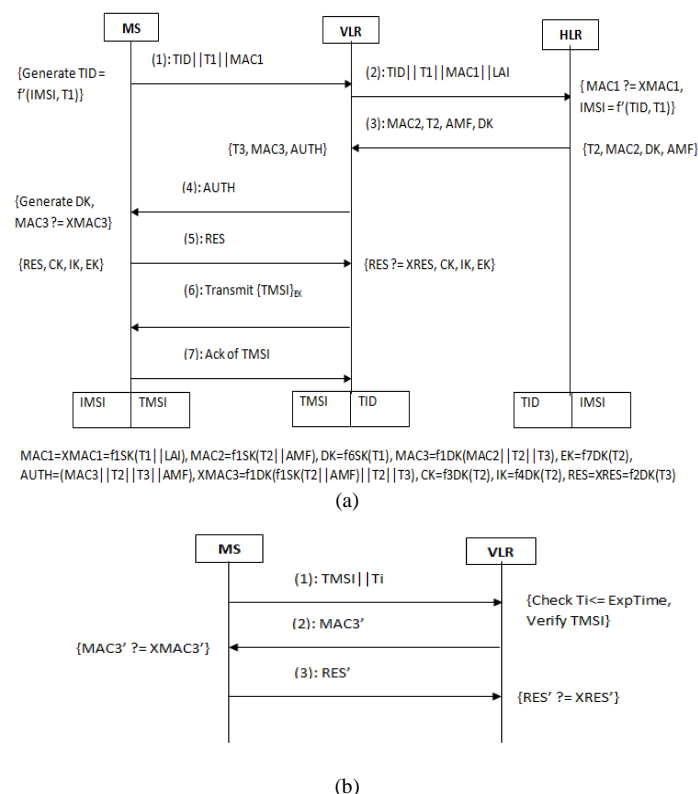 MS VLR HLR
(1): TID||T1||MAC1
{Generate TID =
f'(IMSI, T1)}
(2): TID||T1||MAC1||LAI
{ MAC1 ?= XMAC1,
IMSI = f'(TID, T1)}
(3): MAC2, T2, AMF, DK
{T3, MAC3, AUTH}
{T2, MAC2, DK, AMF}
(4): AUTH
{Generate DK,
MAC3 ?= XMAC3}
(5): RES
{RES, CK, IK, EK}
{RES ?= XRES, CK, IK, EK}
(6): Transmit {TMSI}EK
(7): Ack of TMSI
IMSI TMSI TMSI TID TID IMSI
MAC1=XMAC1=f1SK(T1||LAI), MAC2=f1SK(T2||AMF), DK=f6SK(T1), MAC3=f1DK(MAC2||T2||T3), EK=f7DK(T2),
AUTH=(MAC3||T2||T3||AMF), XMAC3=f1DK(f1SK(T2||AMF)||T2||T3), CK=f3DK(T2), IK=f4DK(T2), RES=XRES=f2DK(T3)
(a)
MS VLR
(1): TMSI||Ti
{Check Ti<= ExpTime,
Verify TMSI}
(2): MAC3'
{MAC3' ?= XMAC3'}
(3): RES'
{RES' ?= XRES'}
(b)